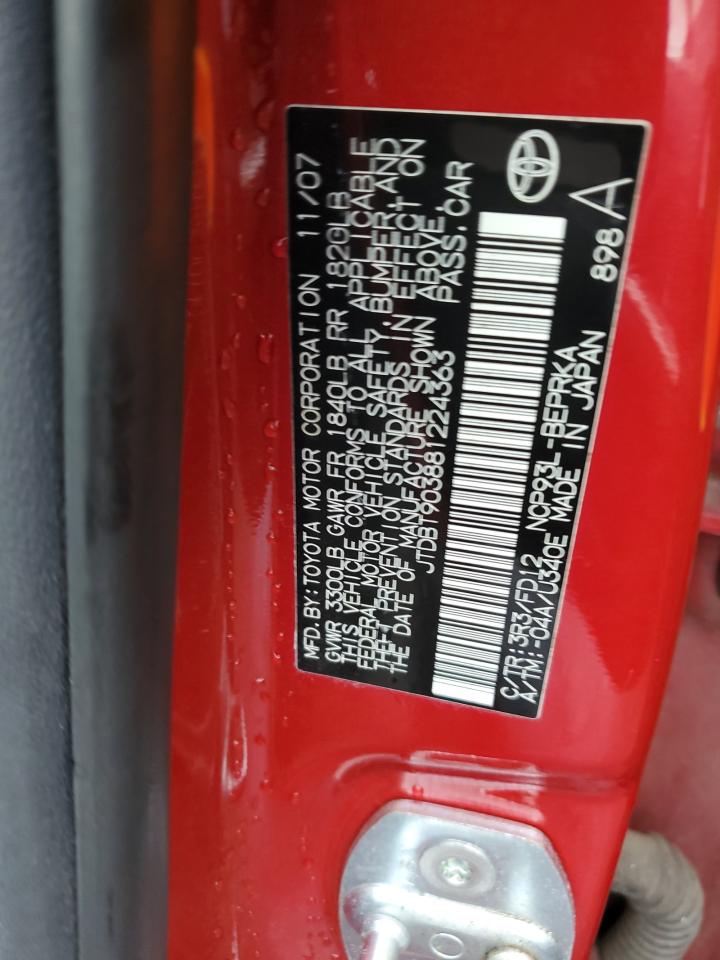 MFD. BY: TOYOTA MOTOR CORPORATION 11/07
GVWR 3300LB GAWR FR 1840LB RR 1820LB
THIS VEHICLE CONFORMS TO ALL APPLICABLE
FEDERAL MOTOR VEHICLE SAFETY, BUMPER, AND
THEFT PREVENTION STANDARDS IN EFFECT ON
THE DATE OF MANUFACTURE SHOWN ABOVE.
JTDBT903881224363 PASS. CAR
C/TR: 3R3/FD12 NCP93L-BEPRKA
A/TM: -04A/U340E MADE IN JAPAN 898 A